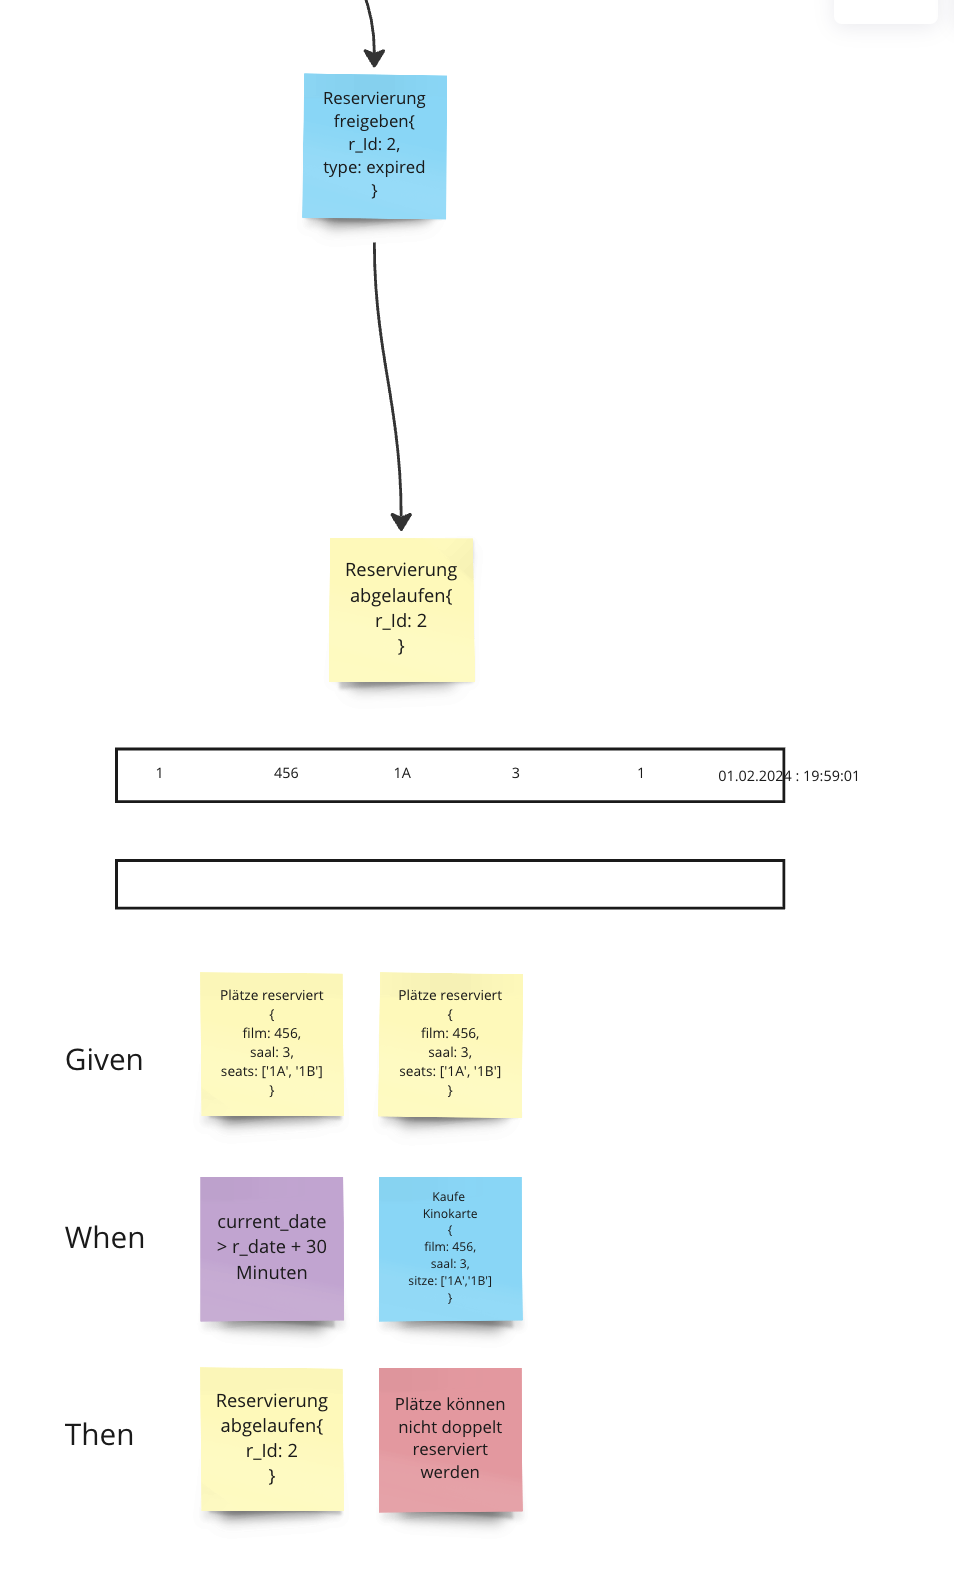 Reservierung
freigeben{
r_Id: 2,
type: expired
}
Reservierung
abgelaufen{
r_Id: 2
}
1 456 1A 3 1 01.02.2024 : 19:59:01
Given
Plätze reserviert
{
film: 456,
saal: 3,
seats: ['1A', '1B']
}
Plätze reserviert
{
film: 456,
saal: 3,
seats: ['1A', '1B']
}
When
current_date
> r_date + 30
Minuten
Kaufe
Kinokarte
{
film: 456,
saal: 3,
sitze: ['1A','1B']
}
Then
Reservierung
abgelaufen{
r_Id: 2
}
Plätze können
nicht doppelt
reserviert
werden